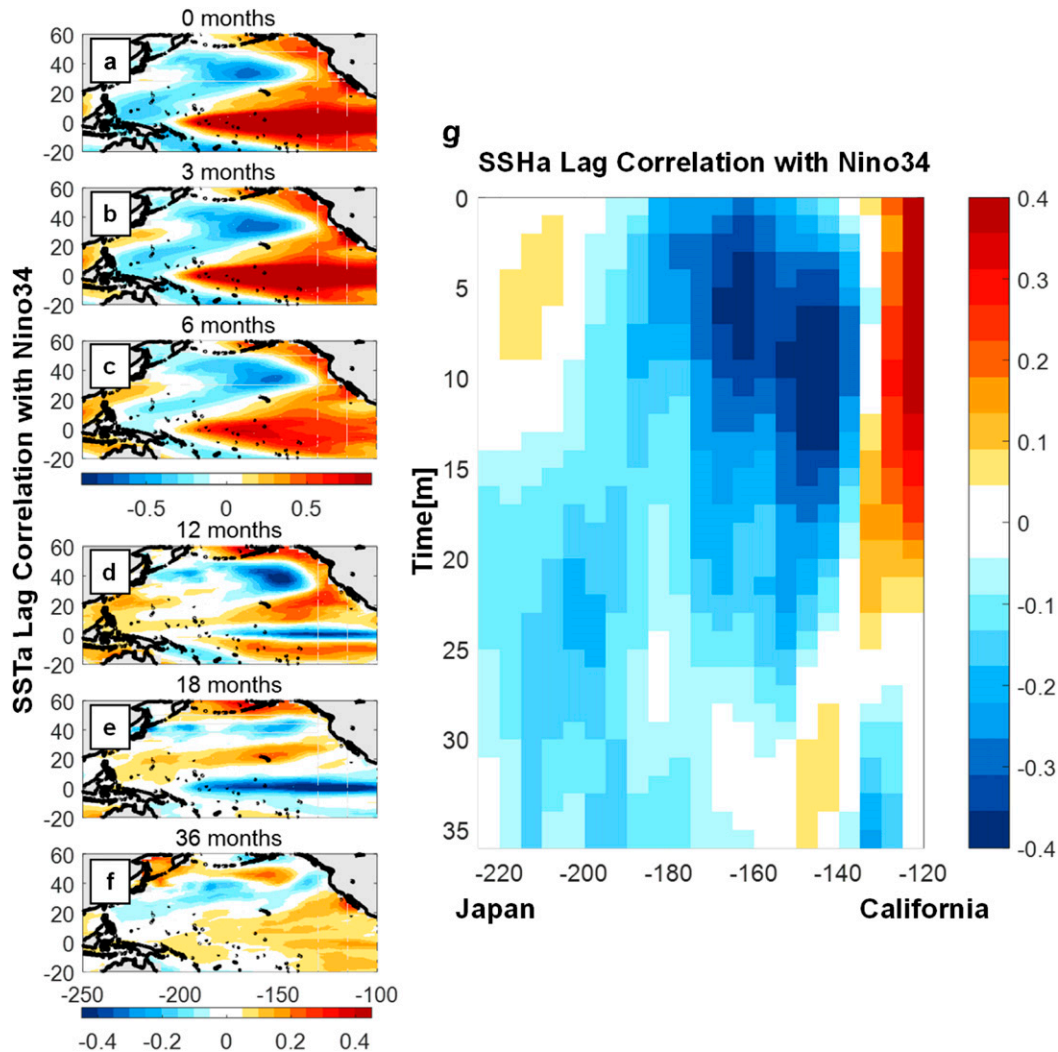 SSTa Lag Correlation with Nino34
0 months
a
60
40
20
0
-20
3 months
b
60
40
20
0
-20
6 months
c
60
40
20
0
-20
-0.5 0 0.5
12 months
d
60
40
20
0
-20
18 months
e
60
40
20
0
-20
36 months
f
60
40
20
0
20
-250 -200 -150 -100
-0.4 -0.2 0 0.2 0.4
g
SSHa Lag Correlation with Nino34
Time[m]
0
5
10
15
20
25
30
35
-220 -200 -180 -160 -140 -120
Japan California
0.4
0.3
0.2
0.1
0
-0.1
-0.2
-0.3
-0.4